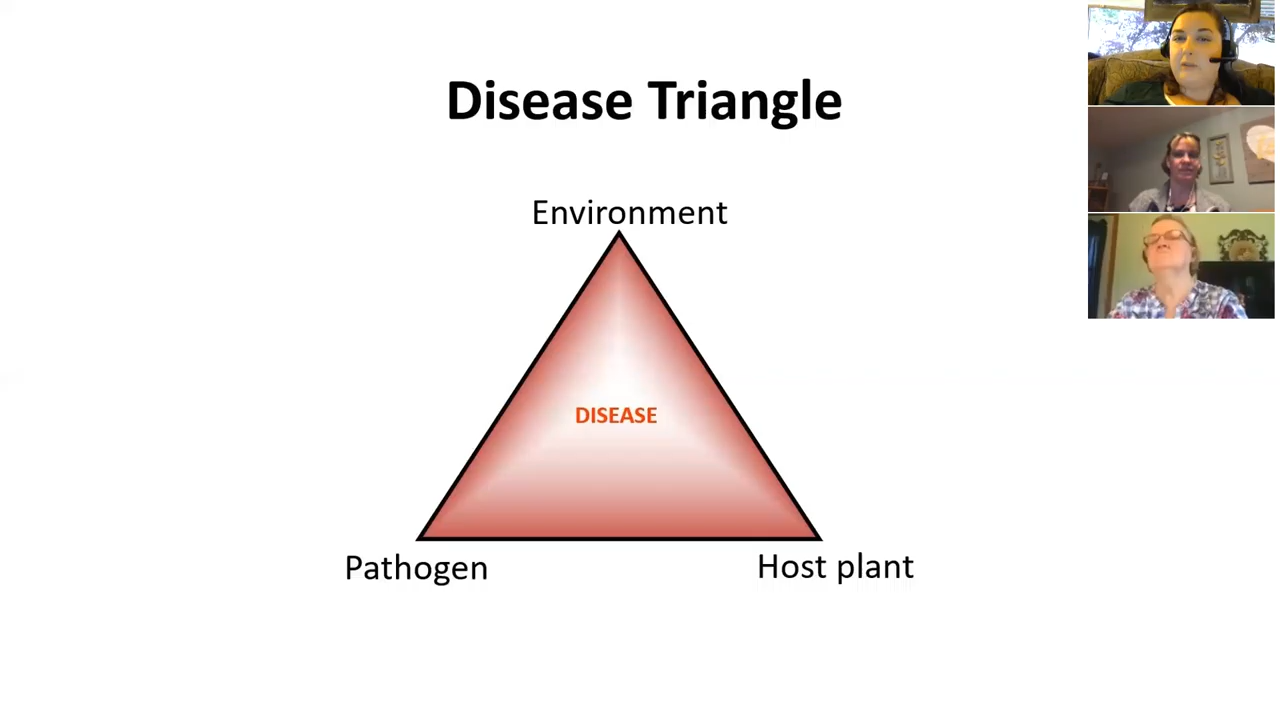 Disease Triangle
Environment
DISEASE
Pathogen
Host plant